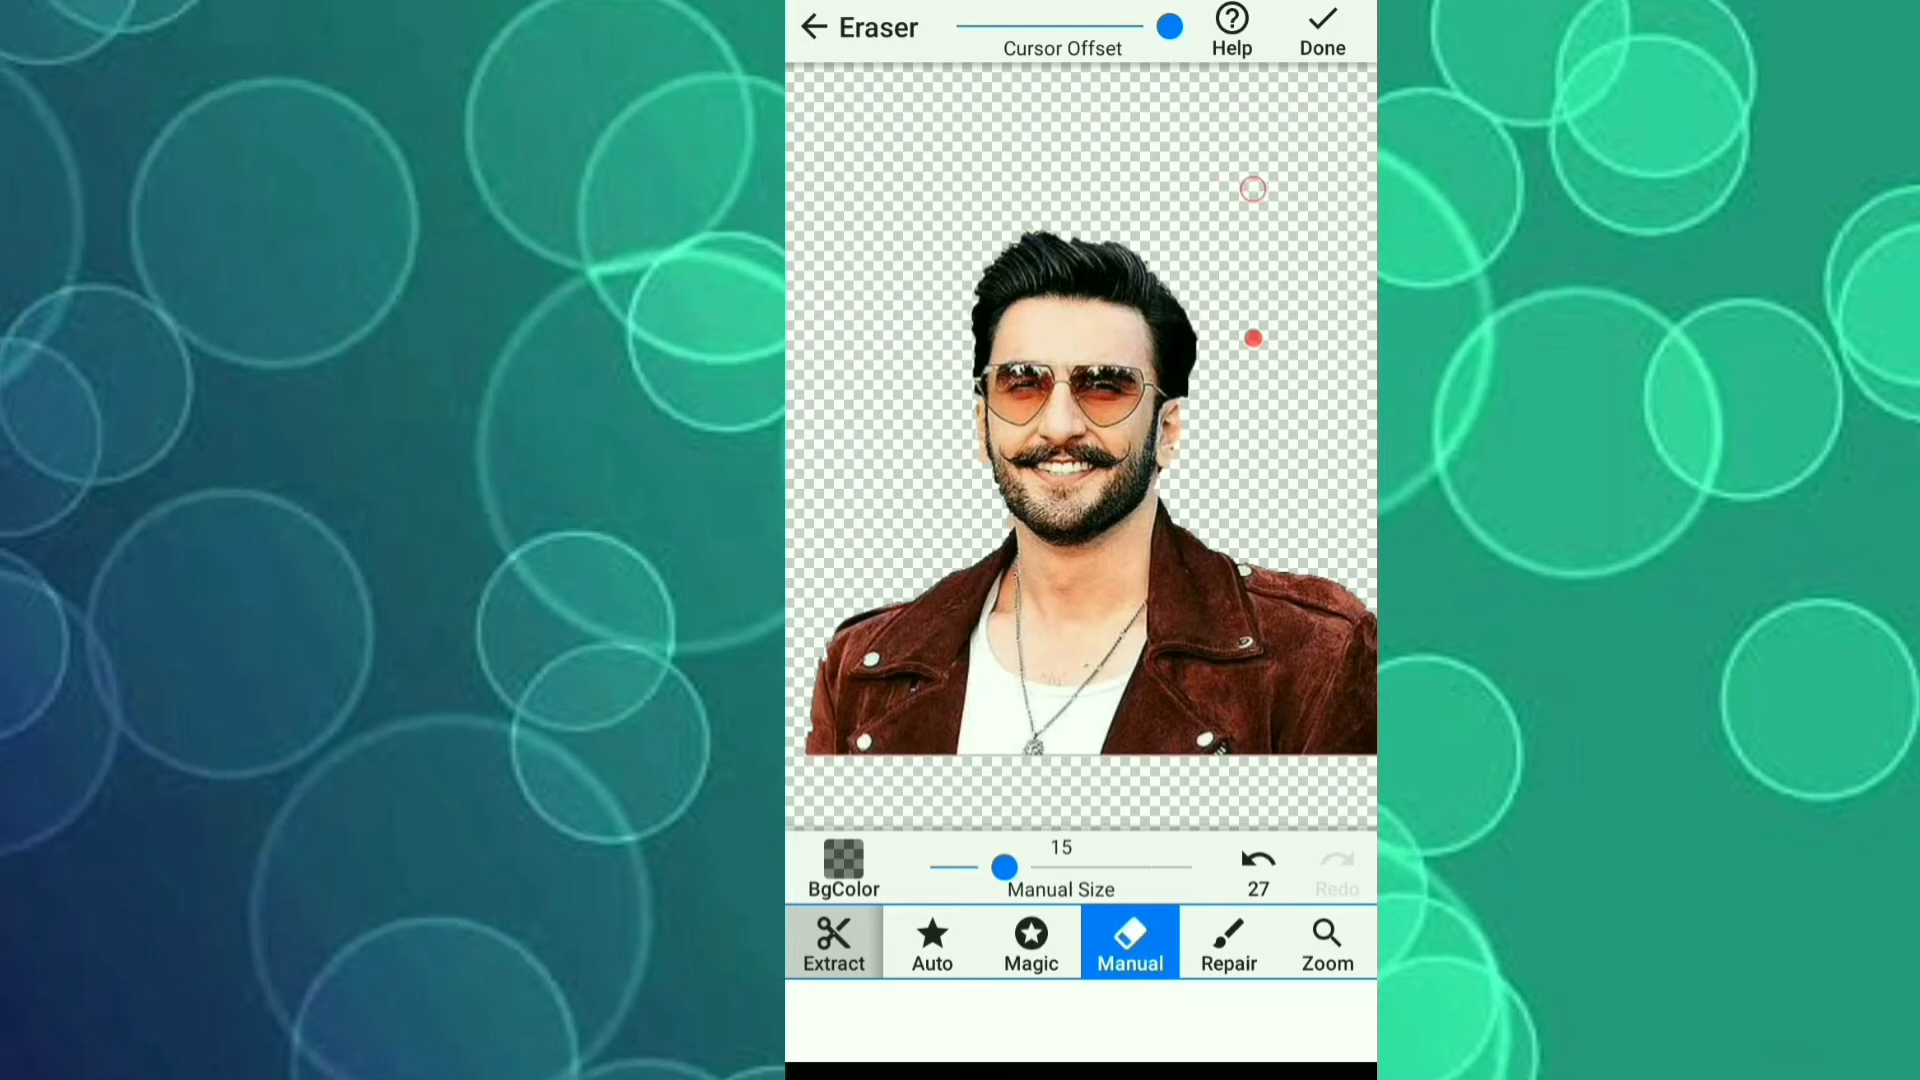 Eraser
Cursor Offset
Help
Done
15
BgColor
Manual Size
27
Redo
Extract
Auto
Magic
Manual
Repair
Zoom